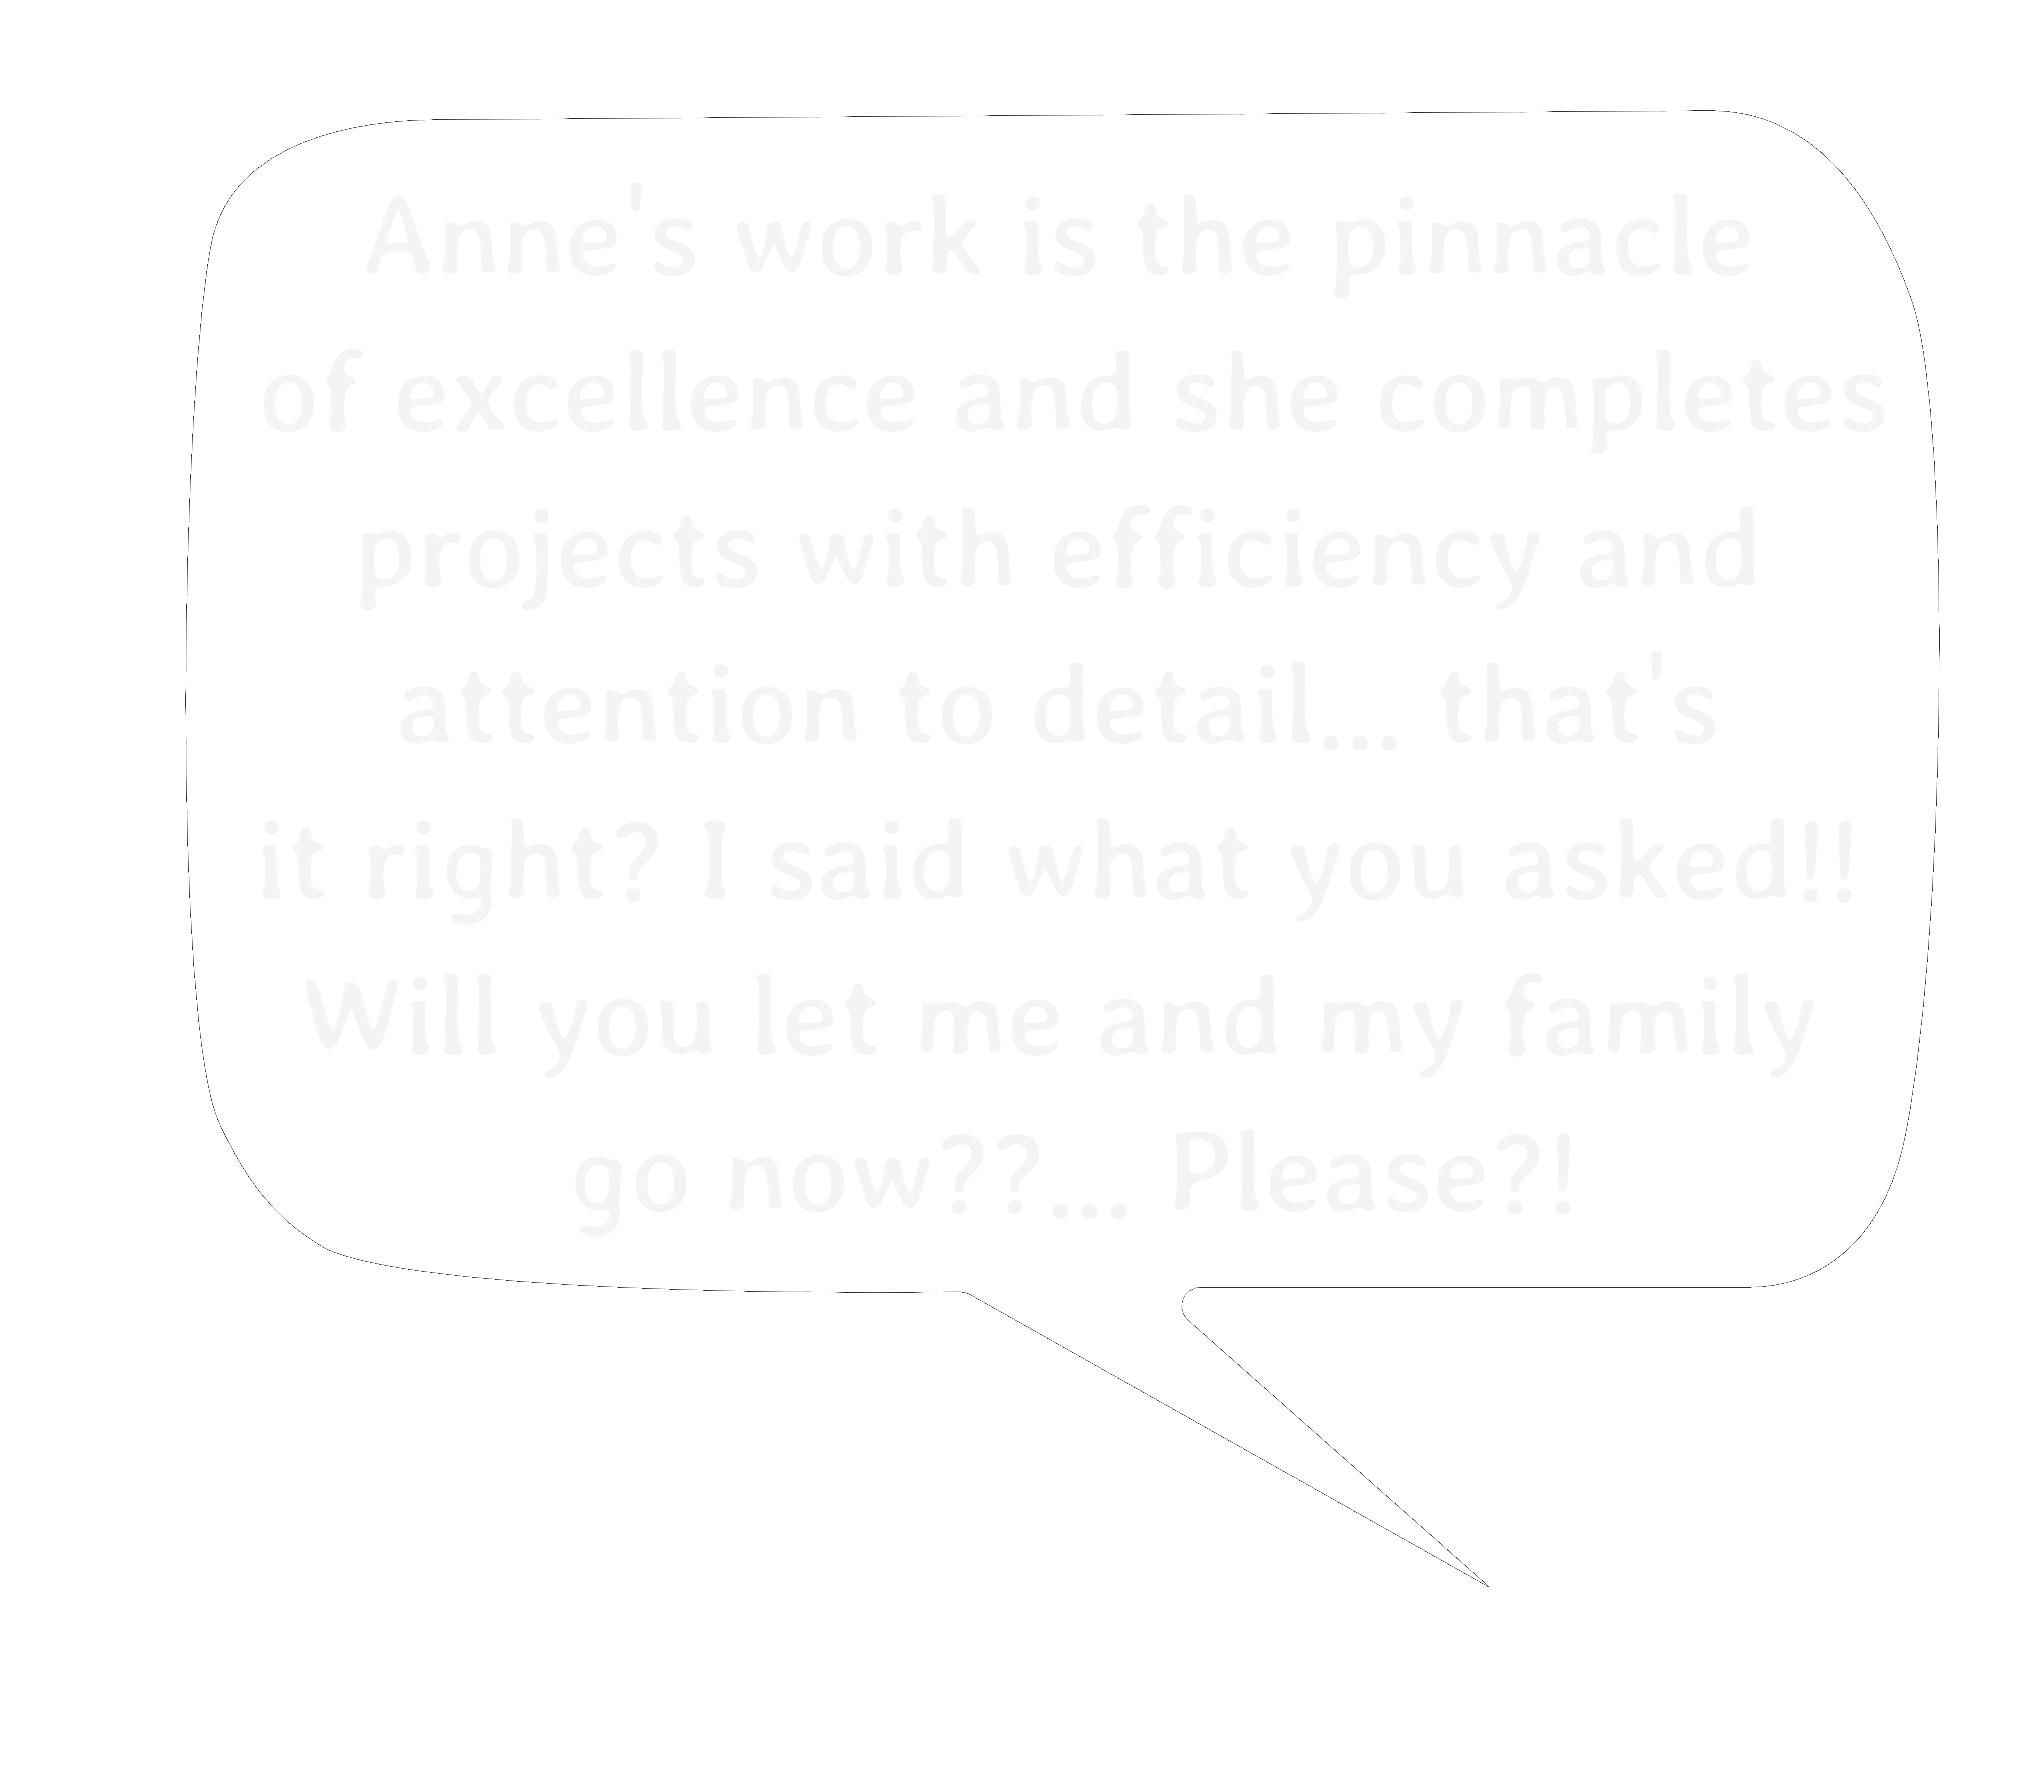 Anne's work is the pinnacle
of excellence and she completes
projects with efficiency and
attention to detail... that's
it right? I said what you asked!!
Will you let me and my family
go now??... Please?!